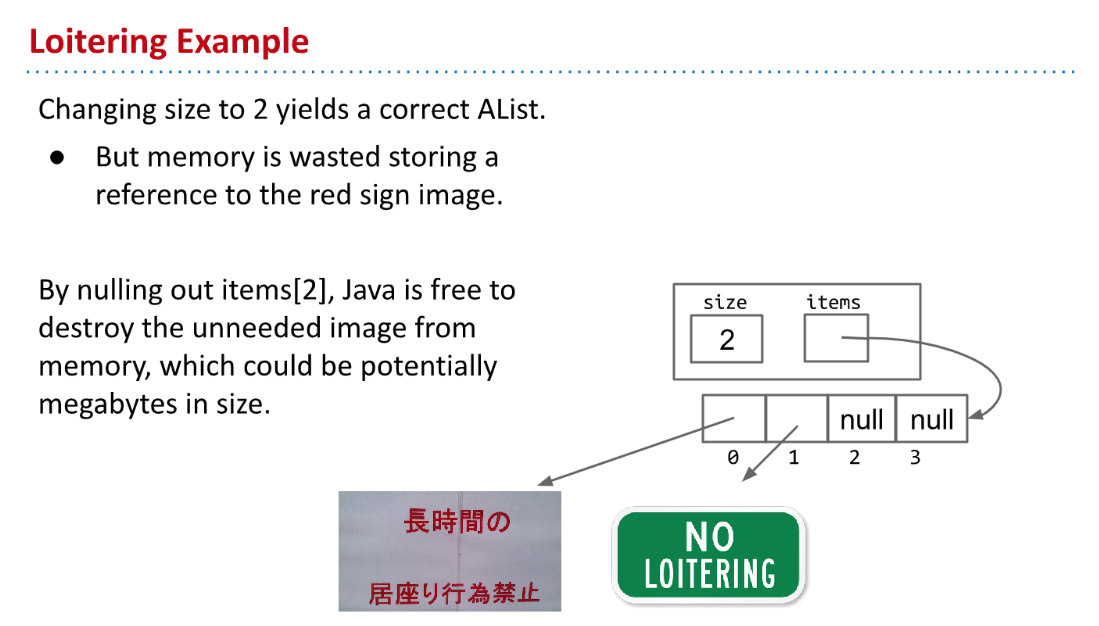 Loitering Example
Changing size to 2 yields a correct AList.
● But memory is wasted storing a
reference to the red sign image.
By nulling out items[2], Java is free to
destroy the unneeded image from
memory, which could be potentially
megabytes in size.
size items
2
null null
0 1 2 3
長時間の
居座り行為禁止
NO
LOITERING